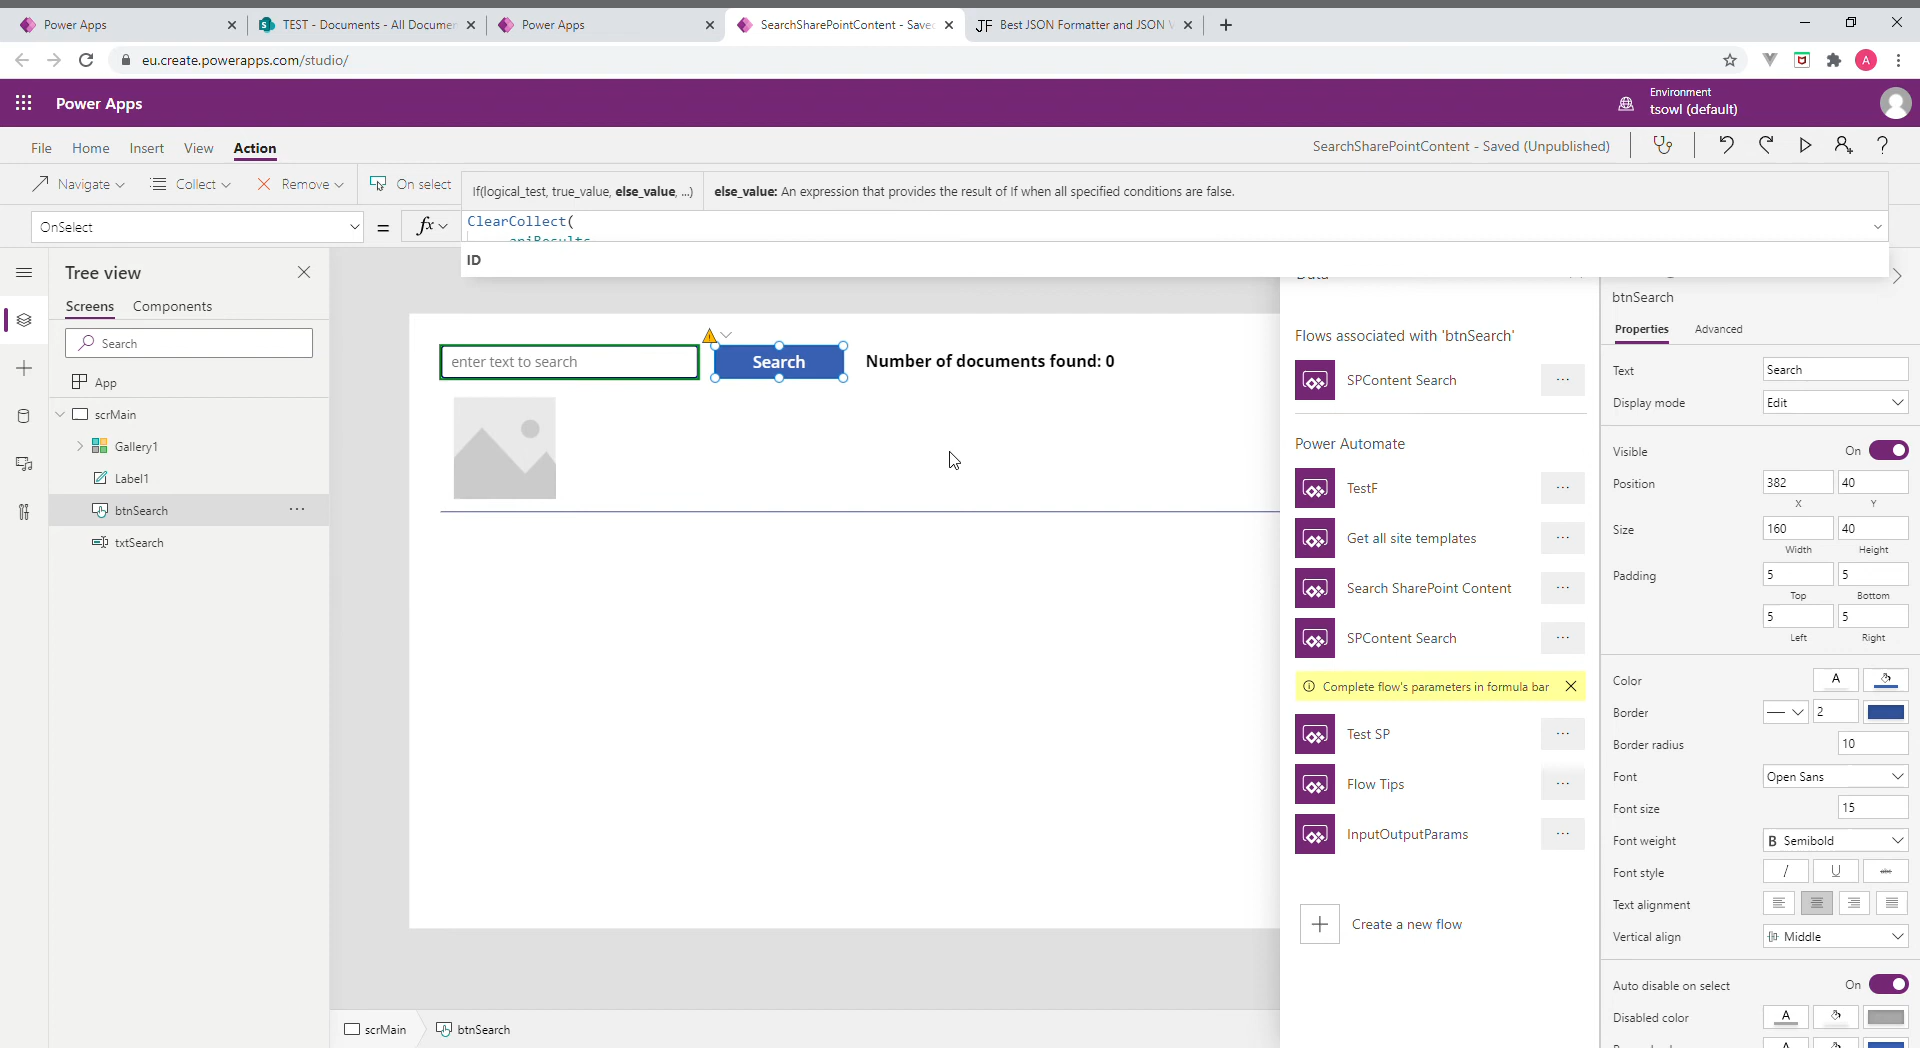 Power Apps
TEST - Documents - All Documen
Power Apps
SearchSharePointContent - Saved
Best JSON Formatter and JSON V
eu.create.powerapps.com/studio/
A
Power Apps
Environment
tsowl (default)
File
Home
Insert
View
Action
SearchSharePointContent - Saved (Unpublished)
Navigate
Collect
Remove
On select
If(logical_test, true_value, else_value, ...)
else_value: An expression that provides the result of If when all specified conditions are false.
OnSelect
=
fx
ClearCollect(
apiResults
ID
Tree view
Screens
Components
Search
App
scrMain
Gallery1
Label1
btnSearch
txtSearch
enter text to search
Search
Number of documents found: 0
Flows associated with 'btnSearch'
SPContent Search
Power Automate
TestF
Get all site templates
Search SharePoint Content
SPContent Search
Complete flow's parameters in formula bar
Test SP
Flow Tips
InputOutputParams
Create a new flow
btnSearch
Properties
Advanced
Text
Search
Display mode
Edit
Visible
On
Position
382
40
X
Y
Size
160
40
Width
Height
Padding
5
5
Top
Bottom
5
5
Left
Right
Color
A
Border
2
Border radius
10
Font
Open Sans
Font size
15
Font weight
B Semibold
Font style
Text alignment
Vertical align
Middle
Auto disable on select
On
Disabled color
A
scrMain
btnSearch